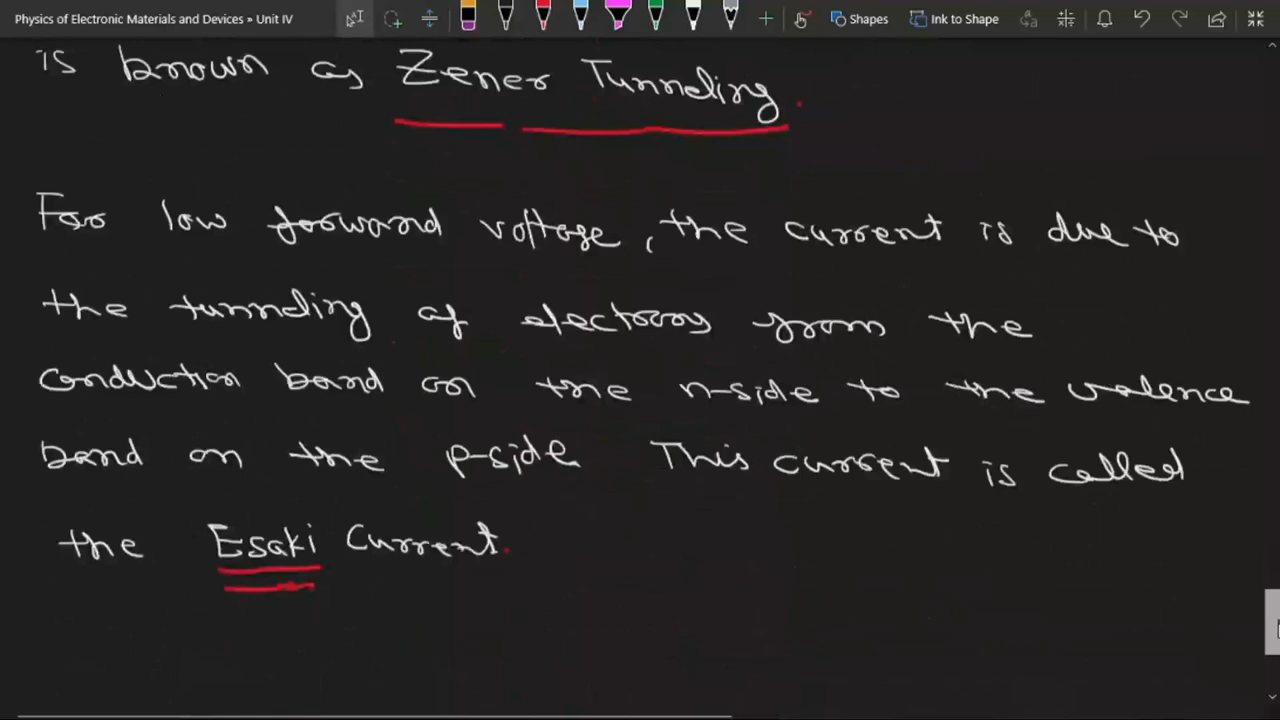 Physics of Electronic Materials and Devices » Unit IV
Shapes
Ink to Shape
is known as Zener Tunneling.
For low forward voltage, the current is due to
the tunneling of electrons from the
conduction band on the n-side to the valence
band on the p-side. This current is called
the Esaki Current.